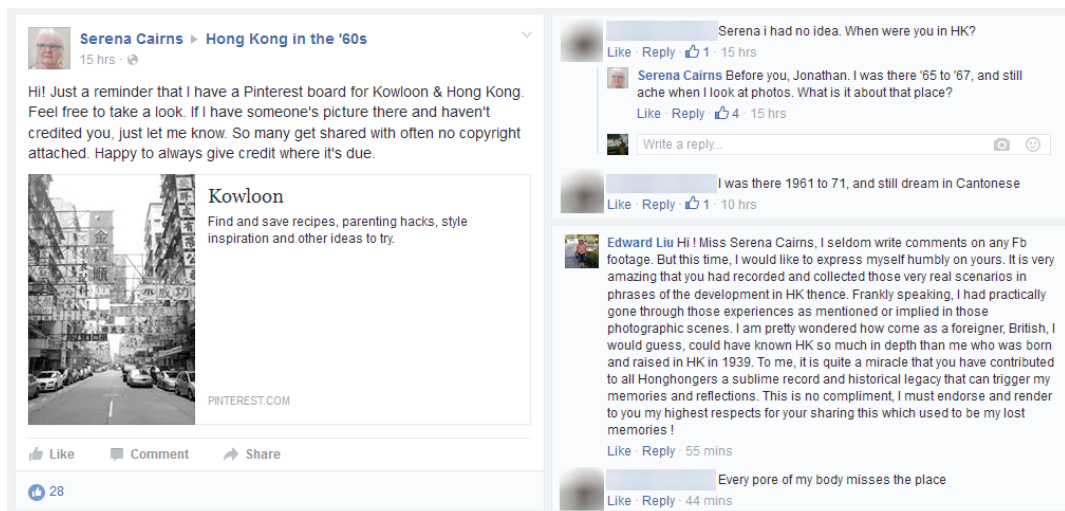 Serena Cairns ▸ Hong Kong in the '60s
15 hrs ·
Hi! Just a reminder that I have a Pinterest board for Kowloon & Hong Kong.
Feel free to take a look. If I have someone's picture there and haven't
credited you, just let me know. So many get shared with often no copyright
attached. Happy to always give credit where it's due.
Kowloon
Find and save recipes, parenting hacks, style
inspiration and other ideas to try.
PINTEREST.COM
Like Comment Share
28
Serena i had no idea. When were you in HK?
Like · Reply · 1 · 15 hrs
Serena Cairns Before you, Jonathan. I was there '65 to '67, and still
ache when I look at photos. What is it about that place?
Like · Reply · 4 · 15 hrs
Write a reply...
I was there 1961 to 71, and still dream in Cantonese
Like · Reply · 1 · 10 hrs
Edward Liu Hi ! Miss Serena Cairns, I seldom write comments on any Fb
footage. But this time, I would like to express myself humbly on yours. It is very
amazing that you had recorded and collected those very real scenarios in
phrases of the development in HK thence. Frankly speaking, I had practically
gone through those experiences as mentioned or implied in those
photographic scenes. I am pretty wondered how come as a foreigner, British, I
would guess, could have known HK so much in depth than me who was born
and raised in HK in 1939. To me, it is quite a miracle that you have contributed
to all Honghongers a sublime record and historical legacy that can trigger my
memories and reflections. This is no compliment, I must endorse and render
to you my highest respects for your sharing this which used to be my lost
memories !
Like · Reply · 55 mins
Every pore of my body misses the place
Like · Reply · 44 mins